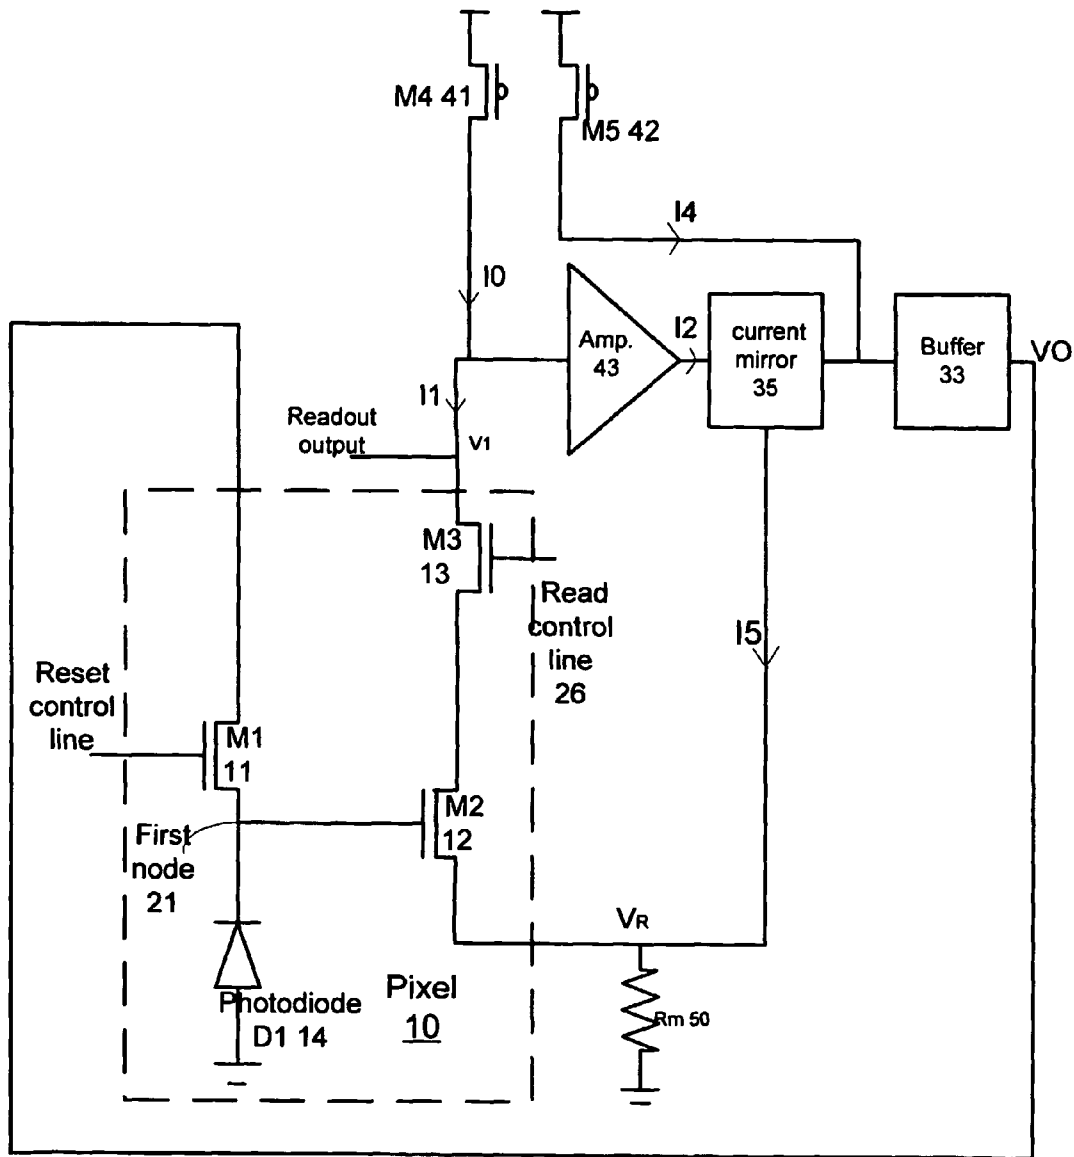 M4 41
M5 42
I4
I0
Amp.
43
I2
current
mirror
35
Buffer
33
VO
I1
Readout
output
V1
M3
13
Read
control
line
26
I5
Reset
control
line
M1
11
M2
12
First
node
21
VR
Photodiode
D1 14
Pixel
10
Rm 50